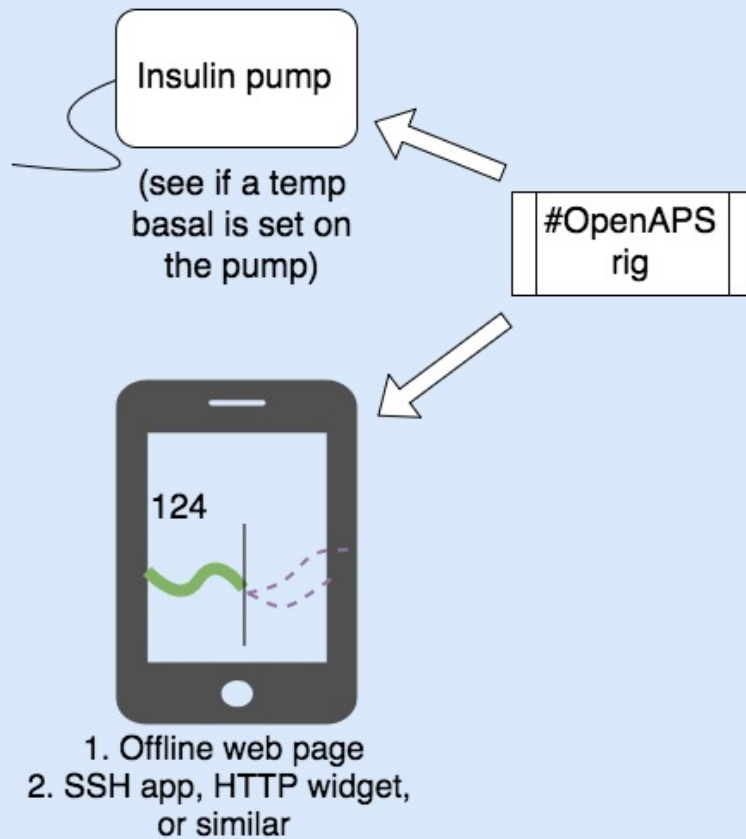 Insulin pump
(see if a temp
basal is set on
the pump)
#OpenAPS
rig
124
1. Offline web page
2. SSH app, HTTP widget,
or similar